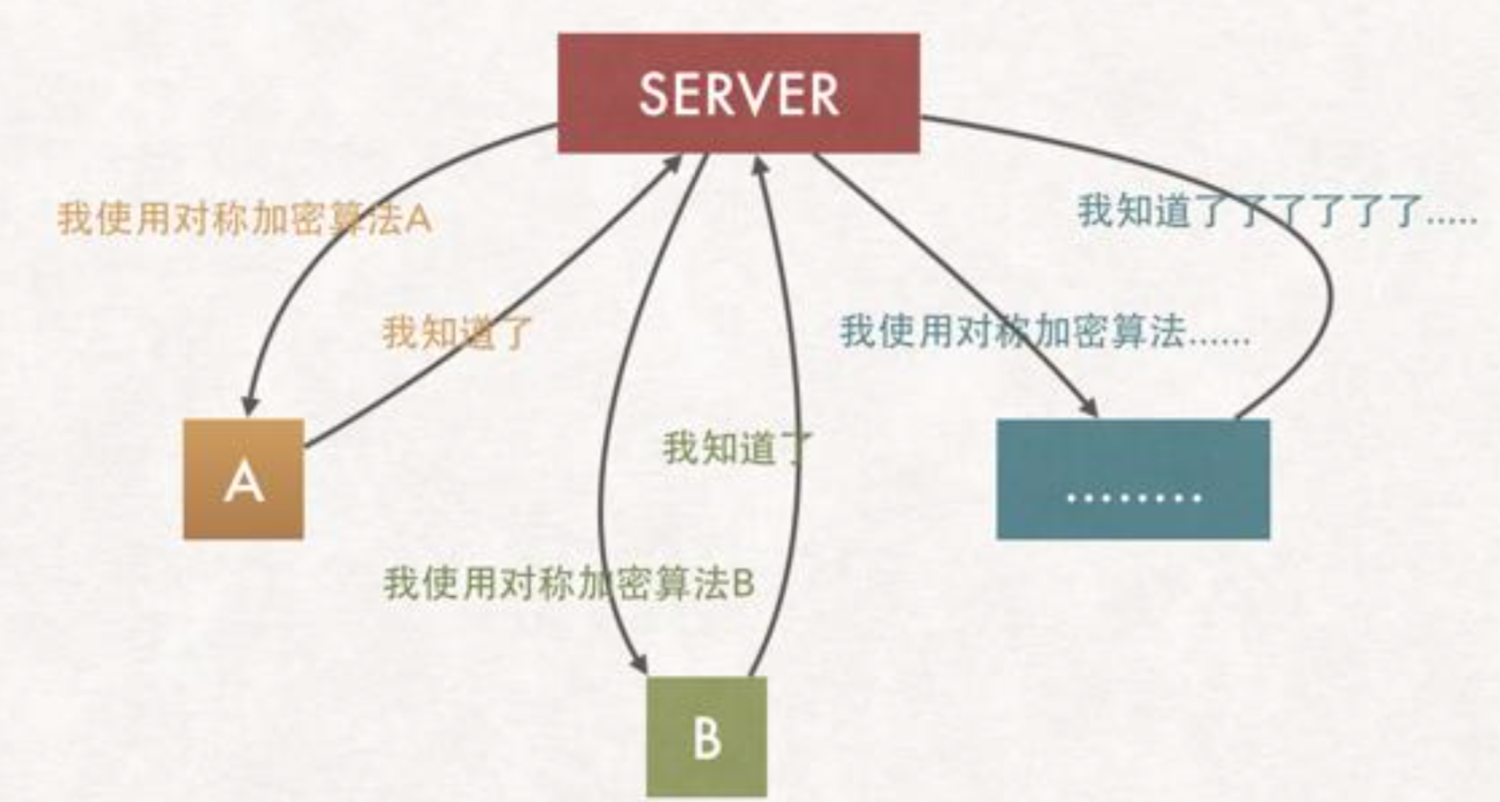 SERVER
我使用对称加密算法A
我知道了了了了了了.....
我知道了
我使用对称加密算法......
我知道了
A
........
我使用对称加密算法B
B